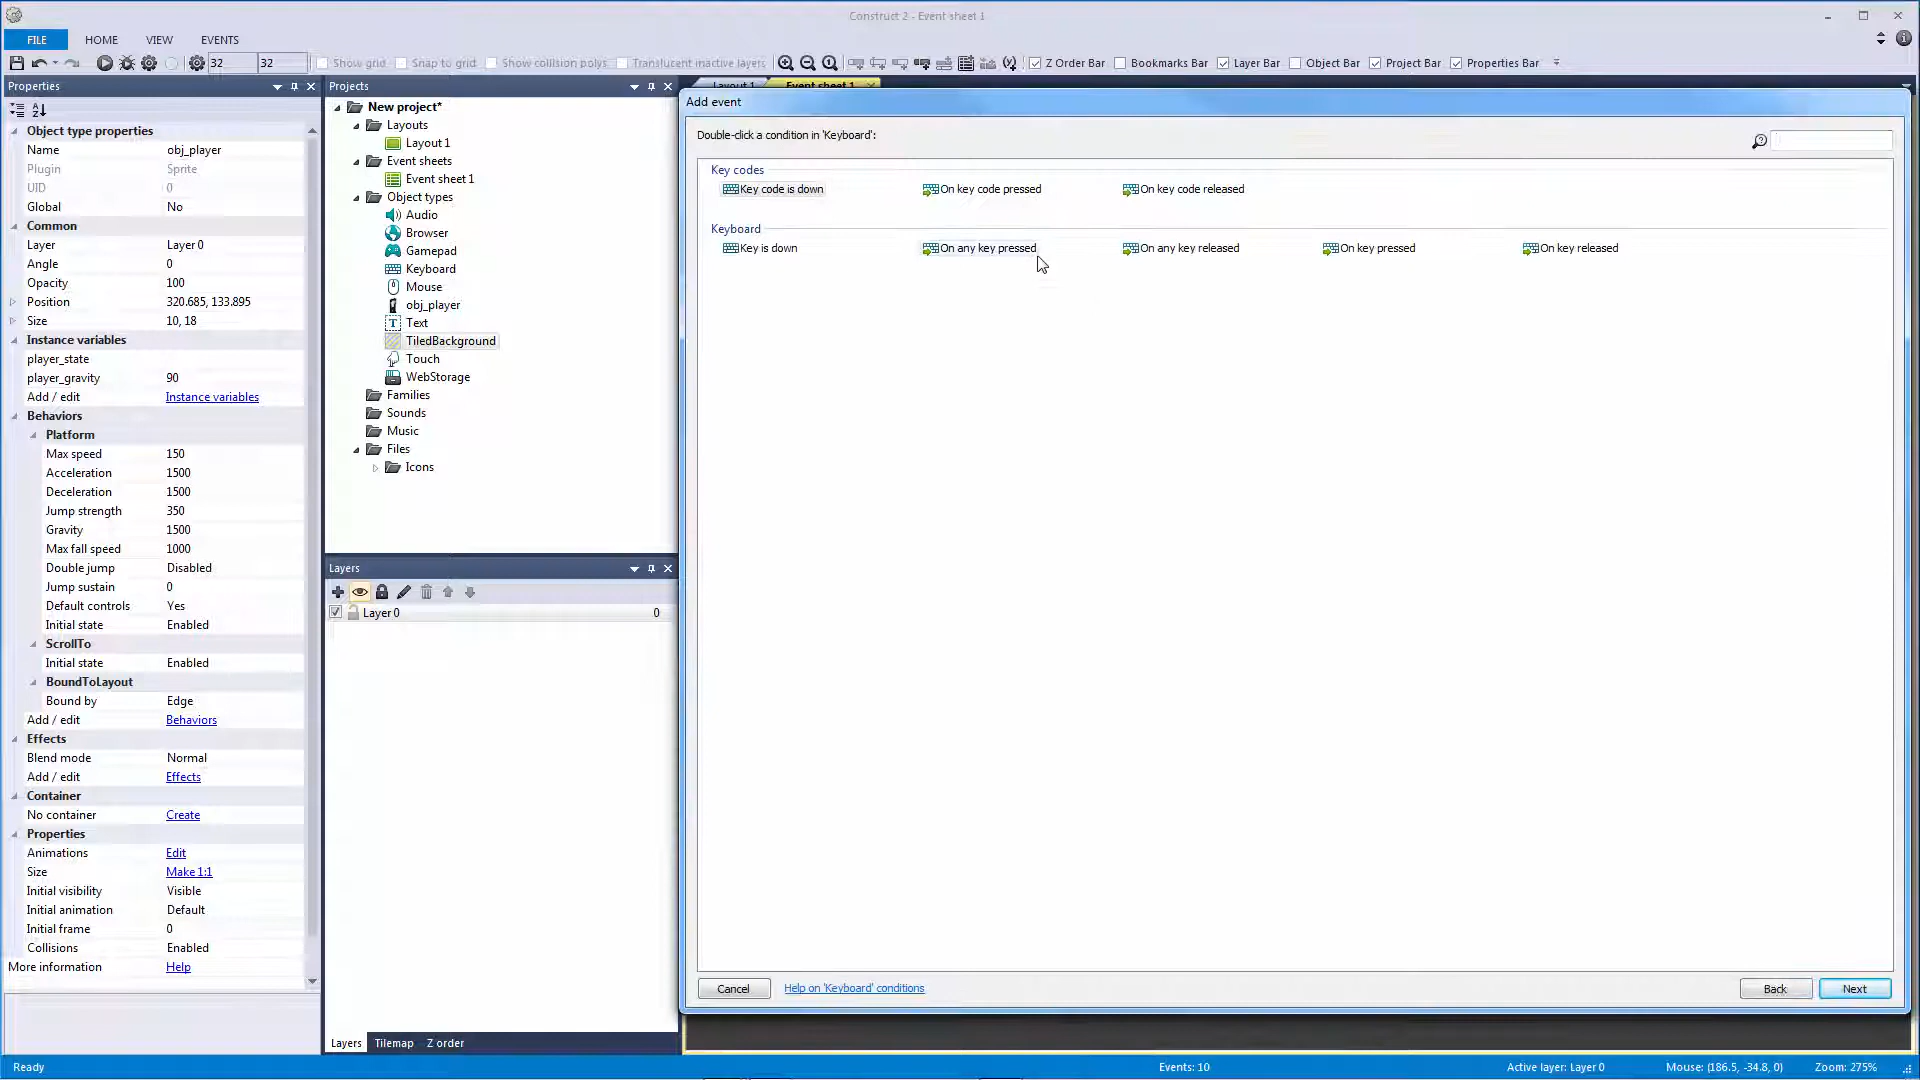 Construct 2 - Event sheet 1
FILE HOME VIEW EVENTS
32 32 Show grid Snap to grid Show collision polys Translucent inactive layers Z Order Bar Bookmarks Bar Layer Bar Object Bar Project Bar Properties Bar
Properties
Object type properties
Name obj_player
Plugin Sprite
UID 0
Global No
Common
Layer Layer 0
Angle 0
Opacity 100
Position 320.685, 133.895
Size 10, 18
Instance variables
player_state
player_gravity 90
Add / edit Instance variables
Behaviors
Platform
Max speed 150
Acceleration 1500
Deceleration 1500
Jump strength 350
Gravity 1500
Max fall speed 1000
Double jump Disabled
Jump sustain 0
Default controls Yes
Initial state Enabled
ScrollTo
Initial state Enabled
BoundToLayout
Bound by Edge
Add / edit Behaviors
Effects
Blend mode Normal
Add / edit Effects
Container
No container Create
Properties
Animations Edit
Size Make 1:1
Initial visibility Visible
Initial animation Default
Initial frame 0
Collisions Enabled
More information Help
Projects
New project*
Layouts
Layout 1
Event sheets
Event sheet 1
Object types
Audio
Browser
Gamepad
Keyboard
Mouse
obj_player
Text
TiledBackground
Touch
WebStorage
Families
Sounds
Music
Files
Icons
Layers
Layer 0 0
Layers Tilemap Z order
Layout 1 Event sheet 1
Add event
Double-click a condition in 'Keyboard':
Key codes
Key code is down On key code pressed On key code released
Keyboard
Key is down On any key pressed On any key released On key pressed On key released
Cancel Help on 'Keyboard' conditions Back Next
Ready Events: 10 Active layer: Layer 0 Mouse: (186.5, -34.8, 0) Zoom: 275%